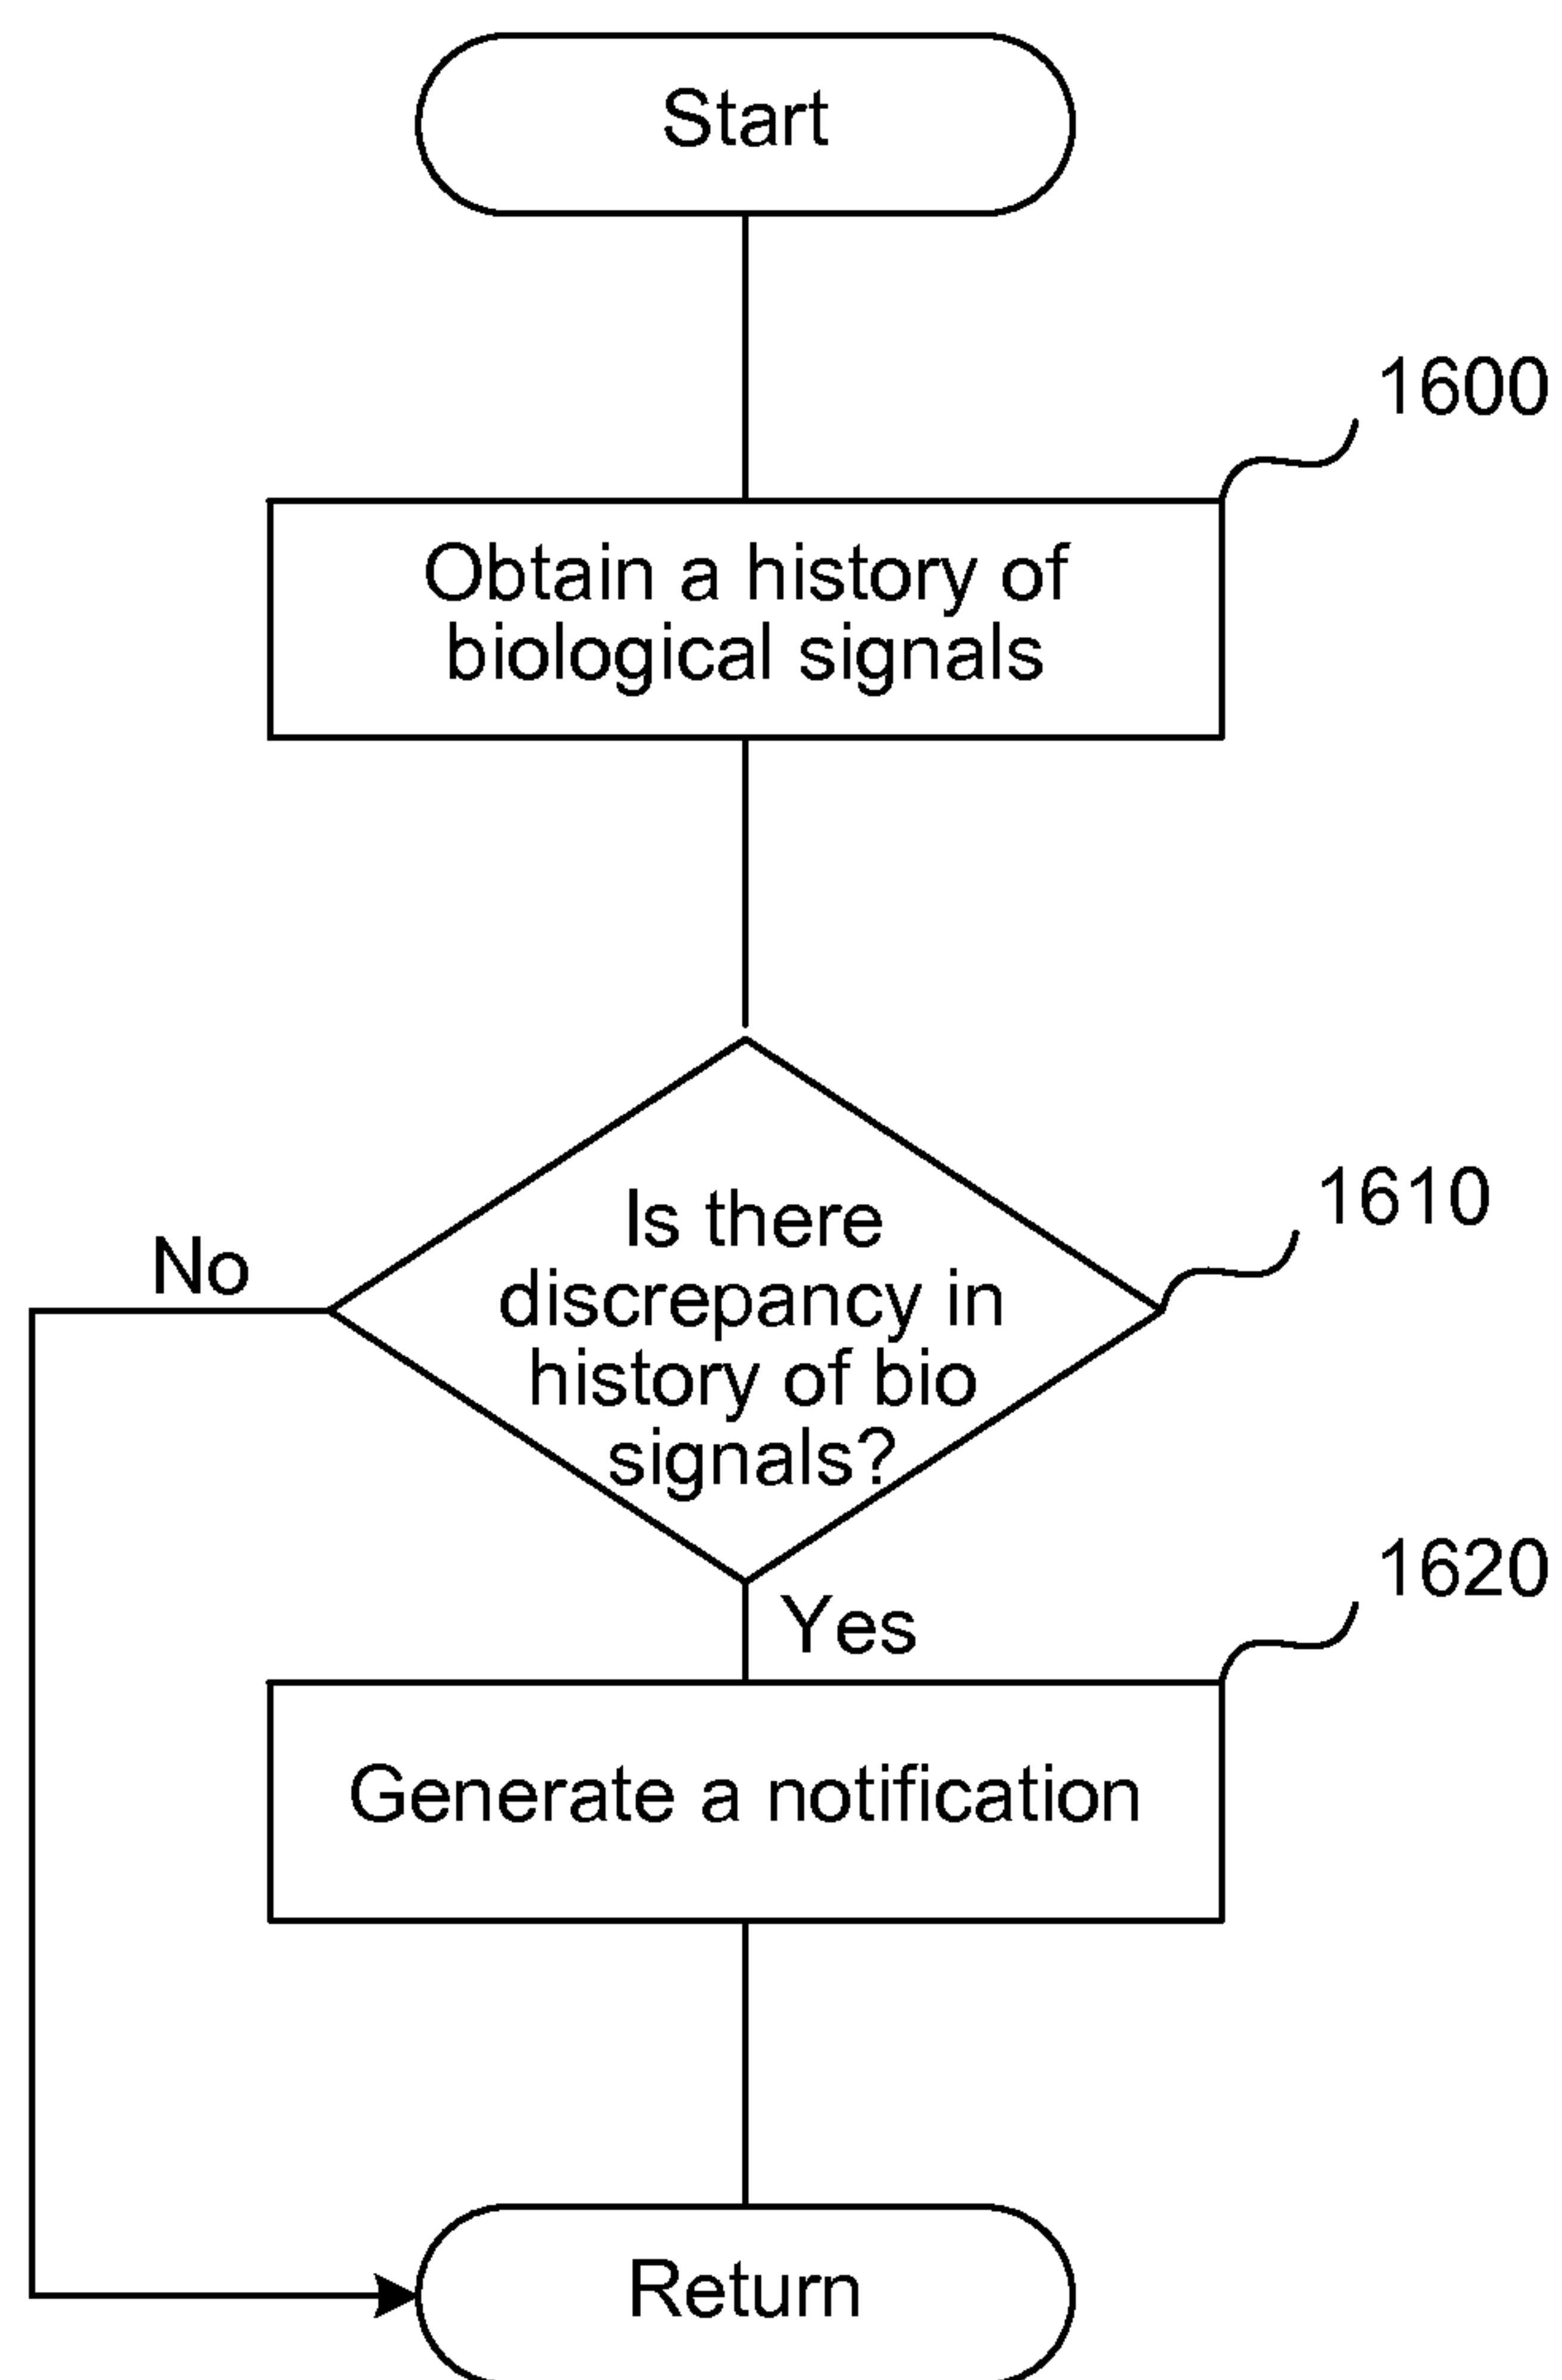 Start
1600
Obtain a history of
biological signals
1610
Is there
discrepancy in
history of bio
signals?
No
Yes
1620
Generate a notification
Return